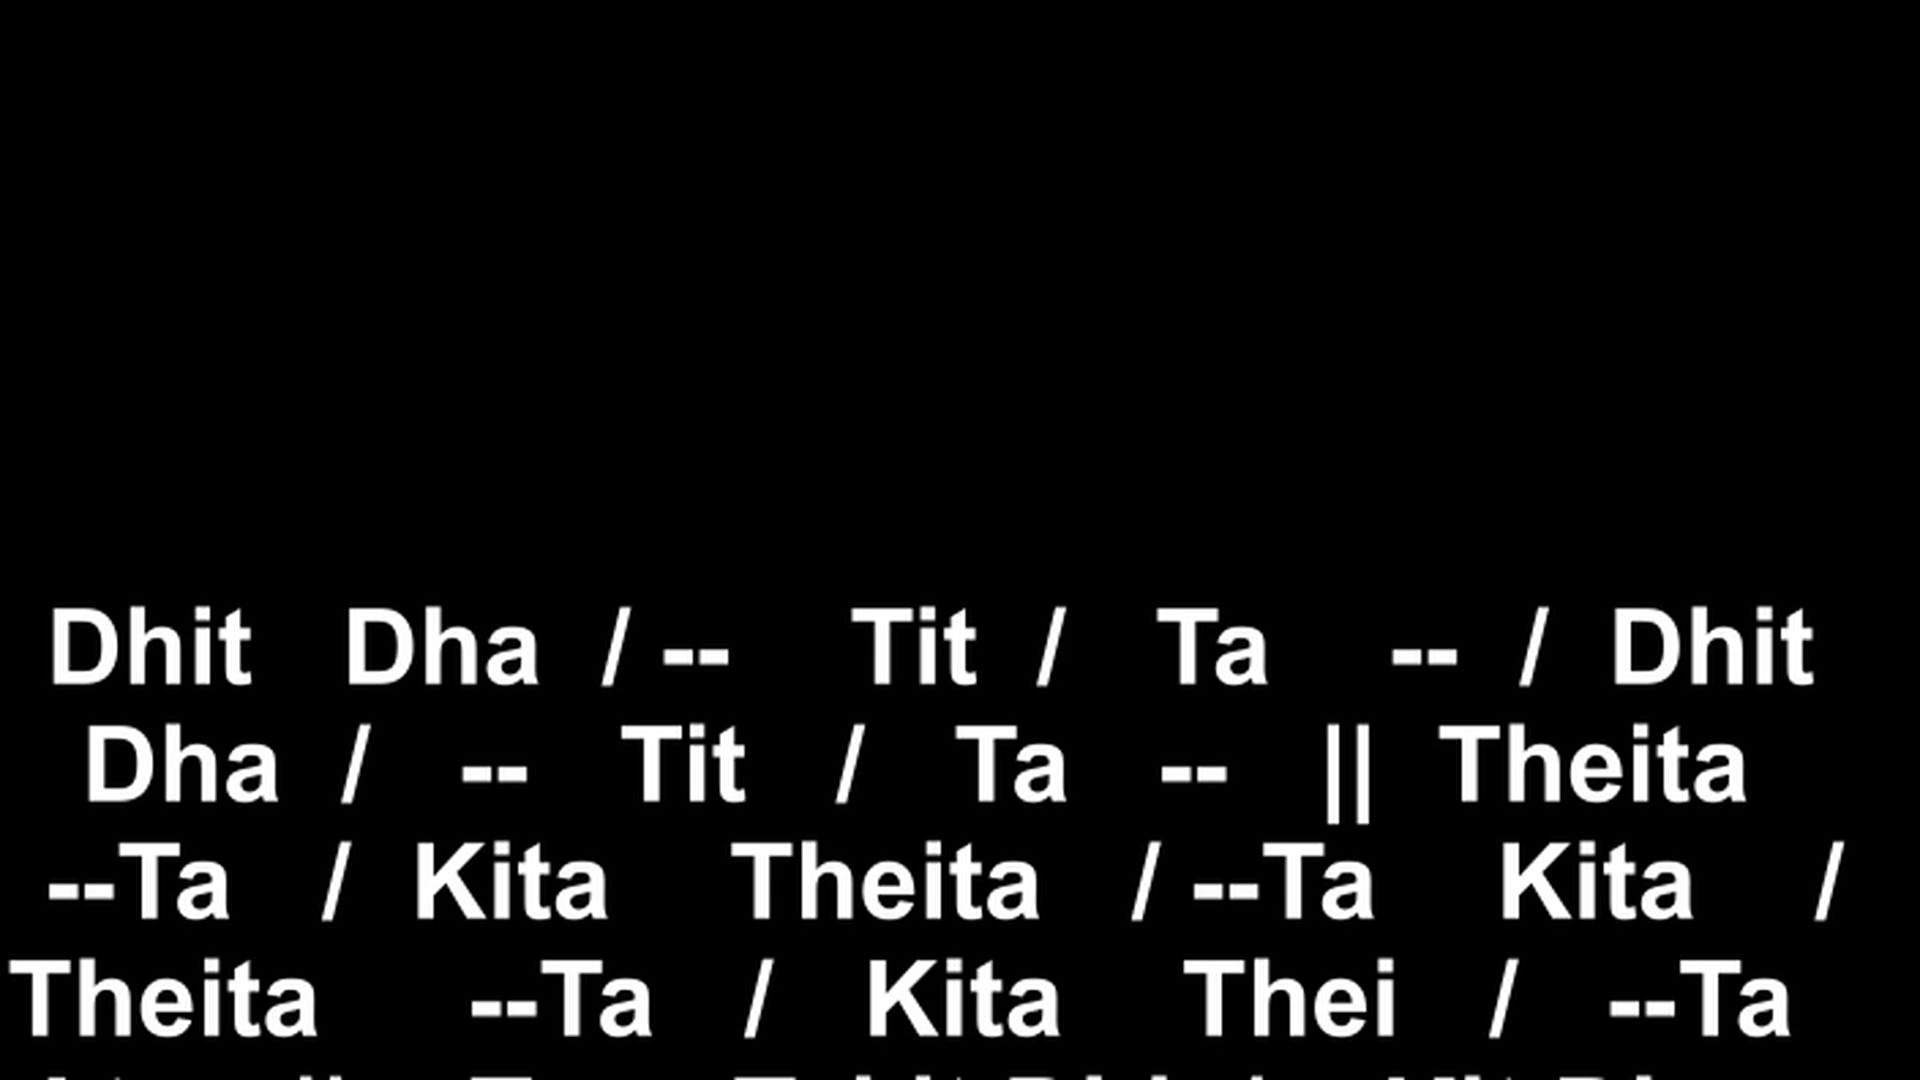 Dhit Dha / -- Tit / Ta -- / Dhit
Dha / -- Tit / Ta -- || Theita
--Ta / Kita Theita / --Ta Kita /
Theita --Ta / Kita Thei / --Ta